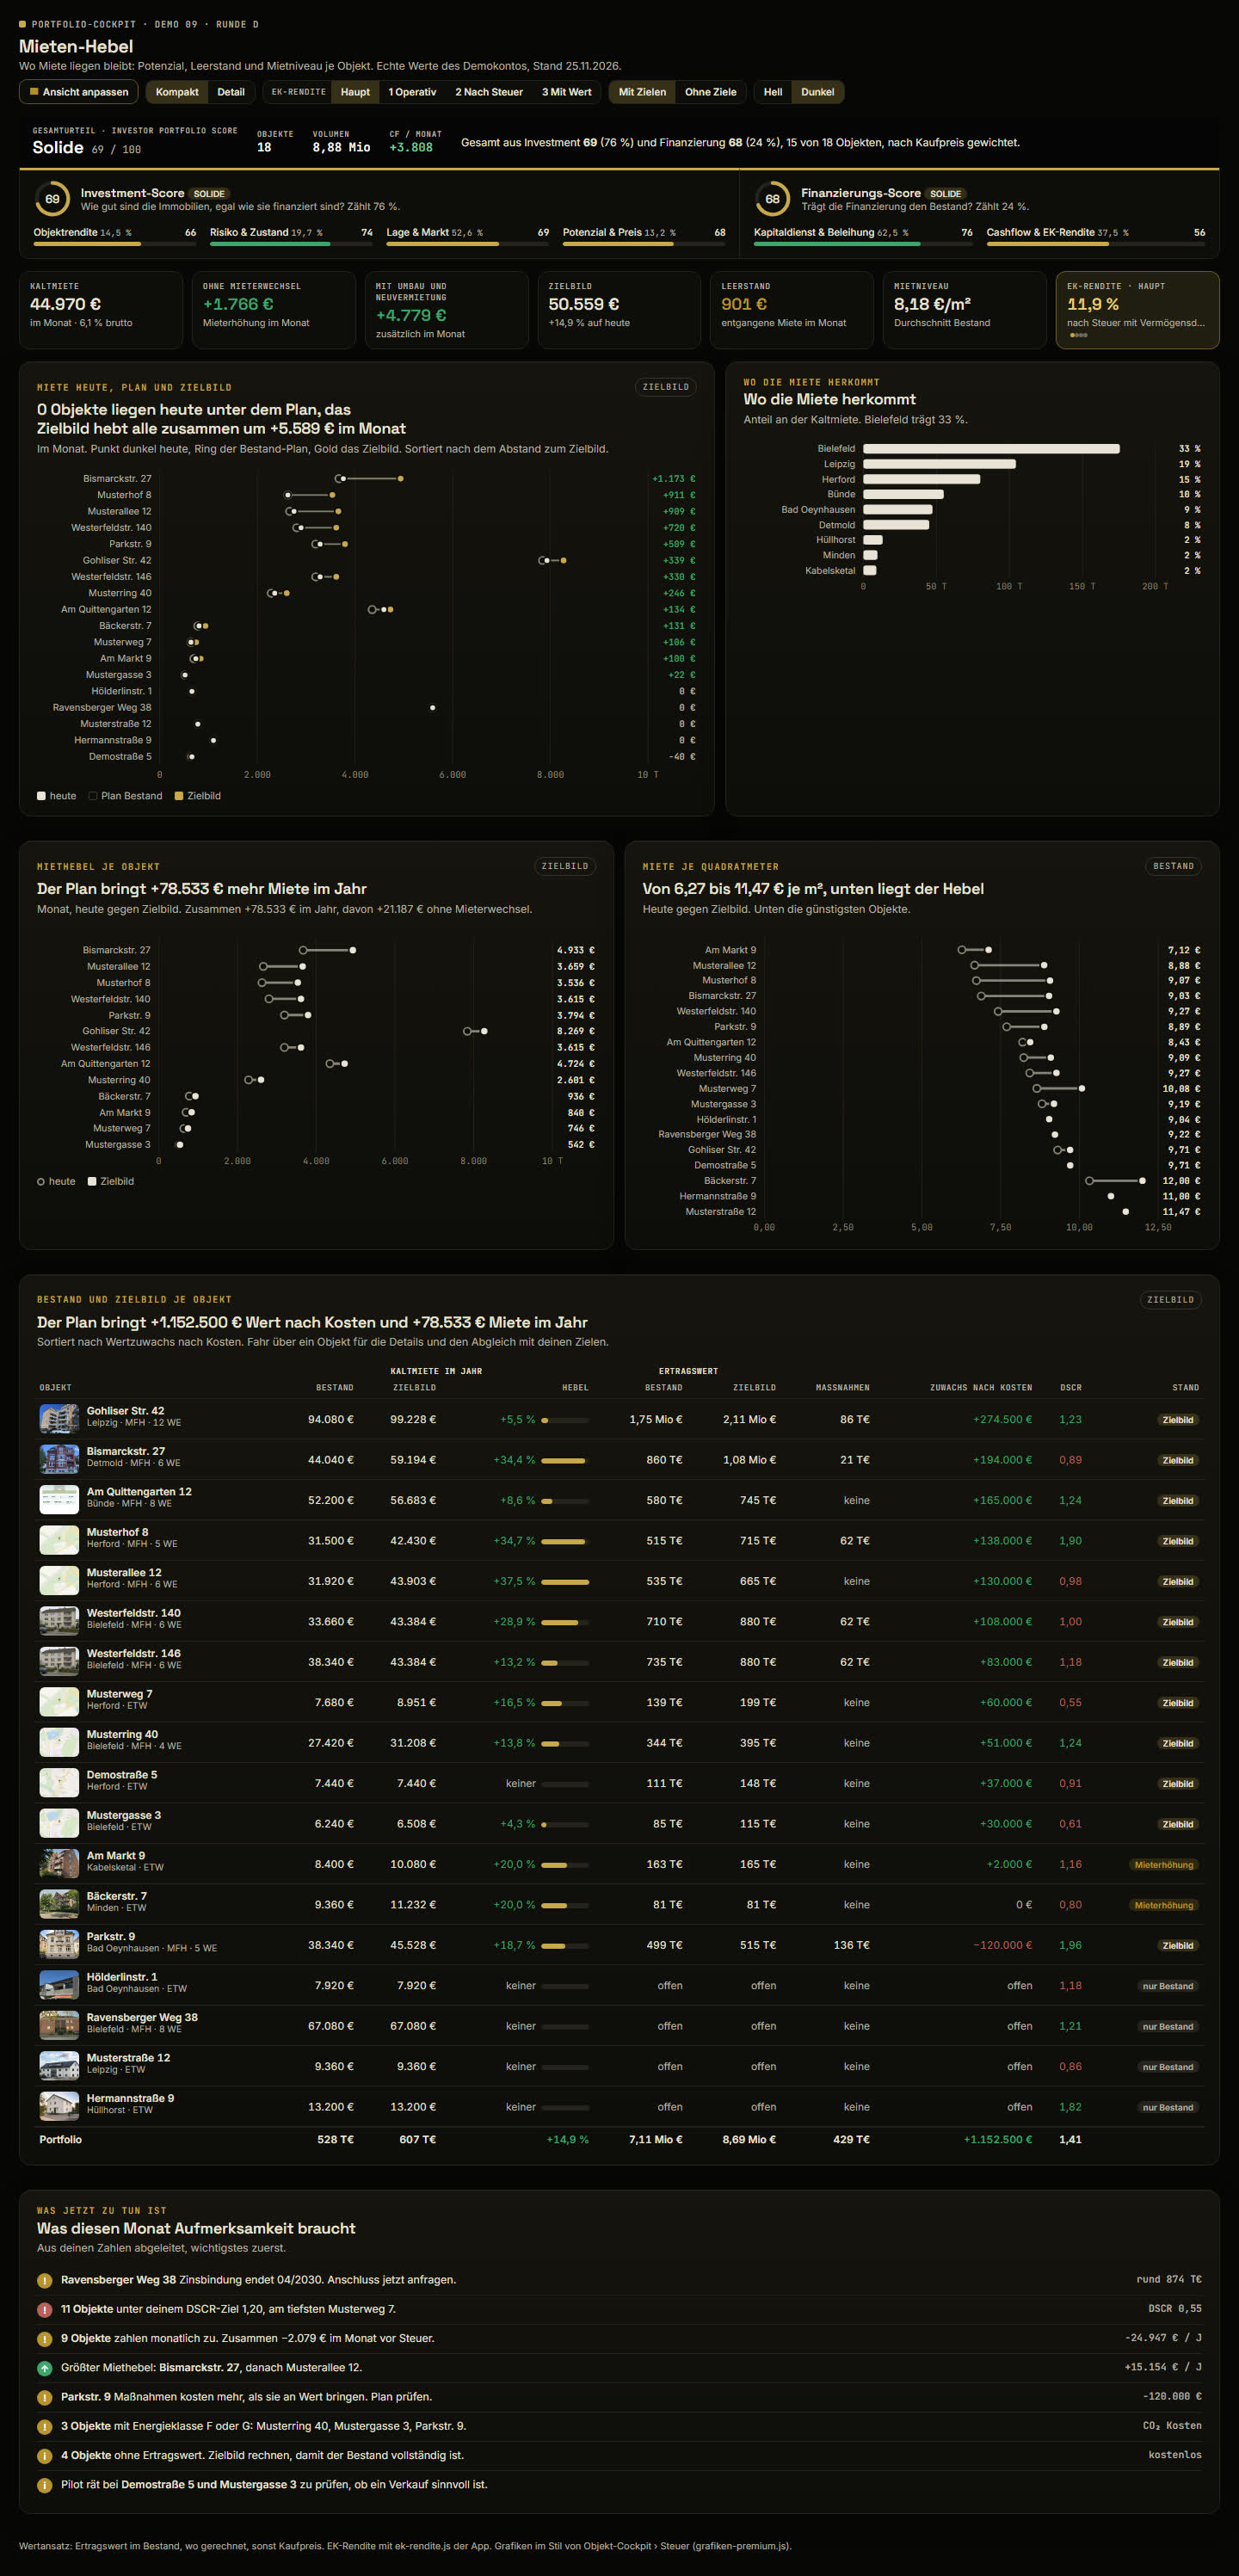 PORTFOLIO-COCKPIT · DEMO 09 · RUNDE D
Mieten-Hebel
Wo Miete liegen bleibt: Potenzial, Leerstand und Mietniveau je Objekt. Echte Werte des Demokontos, Stand 25.11.2026.
Ansicht anpassen Kompakt Detail EK-RENDITE Haupt 1 Operativ 2 Nach Steuer 3 Mit Wert Mit Zielen Ohne Ziele Hell Dunkel
GESAMTURTEIL · INVESTOR PORTFOLIO SCORE OBJEKTE VOLUMEN CF / MONAT
Solide 69 / 100 18 8,88 Mio +3.808 Gesamt aus Investment 69 (76 %) und Finanzierung 68 (24 %), 15 von 18 Objekten, nach Kaufpreis gewichtet.
69 Investment-Score SOLIDE
Wie gut sind die Immobilien, egal wie sie finanziert sind? Zählt 76 %.
Objektrendite 14,5 % 66 Risiko & Zustand 19,7 % 74 Lage & Markt 52,6 % 69 Potenzial & Preis 13,2 % 68
68 Finanzierungs-Score SOLIDE
Trägt die Finanzierung den Bestand? Zählt 24 %.
Kapitaldienst & Beleihung 62,5 % 76 Cashflow & EK-Rendite 37,5 % 56
KALTMIETE
44.970 €
im Monat · 6,1 % brutto
OHNE MIETERWECHSEL
+1.766 €
Mieterhöhung im Monat
MIT UMBAU UND
NEUVERMIETUNG
+4.779 €
zusätzlich im Monat
ZIELBILD
50.559 €
+14,9 % auf heute
LEERSTAND
901 €
entgangene Miete im Monat
MIETNIVEAU
8,18 €/m²
Durchschnitt Bestand
EK-RENDITE · HAUPT
11,9 %
nach Steuer mit Vermögensd...
MIETE HEUTE, PLAN UND ZIELBILD ZIELBILD
0 Objekte liegen heute unter dem Plan, das
Zielbild hebt alle zusammen um +5.589 € im Monat
Im Monat. Punkt dunkel heute, Ring der Bestand-Plan, Gold das Zielbild. Sortiert nach dem Abstand zum Zielbild.
Bismarckstr. 27 +1.173 €
Musterhof 8 +911 €
Musterallee 12 +909 €
Westerfeldstr. 140 +720 €
Parkstr. 9 +509 €
Gohliser Str. 42 +339 €
Westerfeldstr. 146 +330 €
Musterring 40 +246 €
Am Quittengarten 12 +134 €
Bäckerstr. 7 +131 €
Musterweg 7 +106 €
Am Markt 9 +100 €
Mustergasse 3 +22 €
Hölderlinstr. 1 0 €
Ravensberger Weg 38 0 €
Musterstraße 12 0 €
Hermannstraße 9 0 €
Demostraße 5 -40 €
0 2.000 4.000 6.000 8.000 10 T
heute Plan Bestand Zielbild
WO DIE MIETE HERKOMMT
Wo die Miete herkommt
Anteil an der Kaltmiete. Bielefeld trägt 33 %.
Bielefeld 33 %
Leipzig 19 %
Herford 15 %
Bünde 10 %
Bad Oeynhausen 9 %
Detmold 8 %
Hüllhorst 2 %
Minden 2 %
Kabelsketal 2 %
0 50 T 100 T 150 T 200 T
MIETHEBEL JE OBJEKT ZIELBILD
Der Plan bringt +78.533 € mehr Miete im Jahr
Monat, heute gegen Zielbild. Zusammen +78.533 € im Jahr, davon +21.187 € ohne Mieterwechsel.
Bismarckstr. 27 4.933 €
Musterallee 12 3.659 €
Musterhof 8 3.536 €
Westerfeldstr. 140 3.615 €
Parkstr. 9 3.794 €
Gohliser Str. 42 8.269 €
Westerfeldstr. 146 3.615 €
Am Quittengarten 12 4.724 €
Musterring 40 2.601 €
Bäckerstr. 7 936 €
Am Markt 9 840 €
Musterweg 7 746 €
Mustergasse 3 542 €
0 2.000 4.000 6.000 8.000 10 T
heute Zielbild
MIETE JE QUADRATMETER BESTAND
Von 6,27 bis 11,47 € je m², unten liegt der Hebel
Heute gegen Zielbild. Unten die günstigsten Objekte.
Am Markt 9 7,12 €
Musterallee 12 8,88 €
Musterhof 8 9,07 €
Bismarckstr. 27 9,03 €
Westerfeldstr. 140 9,27 €
Parkstr. 9 8,89 €
Am Quittengarten 12 8,43 €
Musterring 40 9,09 €
Westerfeldstr. 146 9,27 €
Musterweg 7 10,08 €
Mustergasse 3 9,19 €
Hölderlinstr. 1 9,04 €
Ravensberger Weg 38 9,22 €
Gohliser Str. 42 9,71 €
Demostraße 5 9,71 €
Bäckerstr. 7 12,00 €
Hermannstraße 9 11,00 €
Musterstraße 12 11,47 €
0,00 2,50 5,00 7,50 10,00 12,50
BESTAND UND ZIELBILD JE OBJEKT ZIELBILD
Der Plan bringt +1.152.500 € Wert nach Kosten und +78.533 € Miete im Jahr
Sortiert nach Wertzuwachs nach Kosten. Fahr über ein Objekt für die Details und den Abgleich mit deinen Zielen.
KALTMIETE IM JAHR ERTRAGSWERT
OBJEKT BESTAND ZIELBILD HEBEL BESTAND ZIELBILD MASSNAHMEN ZUWACHS NACH KOSTEN DSCR STAND
Gohliser Str. 42
Leipzig · MFH · 12 WE
94.080 € 99.228 € +5,5 % 1,75 Mio € 2,11 Mio € 86 T€ +274.500 € 1,23 Zielbild
Bismarckstr. 27
Detmold · MFH · 6 WE
44.040 € 59.194 € +34,4 % 860 T€ 1,08 Mio € 21 T€ +194.000 € 0,89 Zielbild
Am Quittengarten 12
Bünde · MFH · 8 WE
52.200 € 56.683 € +8,6 % 580 T€ 745 T€ keine +165.000 € 1,24 Zielbild
Musterhof 8
Herford · MFH · 5 WE
31.500 € 42.430 € +34,7 % 515 T€ 715 T€ 62 T€ +138.000 € 1,90 Zielbild
Musterallee 12
Herford · MFH · 6 WE
31.920 € 43.903 € +37,5 % 535 T€ 665 T€ keine +130.000 € 0,98 Zielbild
Westerfeldstr. 140
Bielefeld · MFH · 6 WE
33.660 € 43.384 € +28,9 % 710 T€ 880 T€ 62 T€ +108.000 € 1,00 Zielbild
Westerfeldstr. 146
Bielefeld · MFH · 6 WE
38.340 € 43.384 € +13,2 % 735 T€ 880 T€ 62 T€ +83.000 € 1,18 Zielbild
Musterweg 7
Herford · ETW
7.680 € 8.951 € +16,5 % 139 T€ 199 T€ keine +60.000 € 0,55 Zielbild
Musterring 40
Bielefeld · MFH · 4 WE
27.420 € 31.208 € +13,8 % 344 T€ 395 T€ keine +51.000 € 1,24 Zielbild
Demostraße 5
Herford · ETW
7.440 € 7.440 € keiner 111 T€ 148 T€ keine +37.000 € 0,91 Zielbild
Mustergasse 3
Bielefeld · ETW
6.240 € 6.508 € +4,3 % 85 T€ 115 T€ keine +30.000 € 0,61 Zielbild
Am Markt 9
Kabelsketal · ETW
8.400 € 10.080 € +20,0 % 163 T€ 165 T€ keine +2.000 € 1,16 Mieterhöhung
Bäckerstr. 7
Minden · ETW
9.360 € 11.232 € +20,0 % 81 T€ 81 T€ keine 0 € 0,80 Mieterhöhung
Parkstr. 9
Bad Oeynhausen · MFH · 5 WE
38.340 € 45.528 € +18,7 % 499 T€ 515 T€ 136 T€ −120.000 € 1,96 Zielbild
Hölderlinstr. 1
Bad Oeynhausen · ETW
7.920 € 7.920 € keiner offen offen keine offen 1,18 nur Bestand
Ravensberger Weg 38
Bielefeld · MFH · 8 WE
67.080 € 67.080 € keiner offen offen keine offen 1,21 nur Bestand
Musterstraße 12
Leipzig · ETW
9.360 € 9.360 € keiner offen offen keine offen 0,86 nur Bestand
Hermannstraße 9
Hüllhorst · ETW
13.200 € 13.200 € keiner offen offen keine offen 1,82 nur Bestand
Portfolio 528 T€ 607 T€ +14,9 % 7,11 Mio € 8,69 Mio € 429 T€ +1.152.500 € 1,41
WAS JETZT ZU TUN IST
Was diesen Monat Aufmerksamkeit braucht
Aus deinen Zahlen abgeleitet, wichtigstes zuerst.
! Ravensberger Weg 38 Zinsbindung endet 04/2030. Anschluss jetzt anfragen. rund 874 T€
! 11 Objekte unter deinem DSCR-Ziel 1,20, am tiefsten Musterweg 7. DSCR 0,55
! 9 Objekte zahlen monatlich zu. Zusammen −2.079 € im Monat vor Steuer. -24.947 € / J
↑ Größter Miethebel: Bismarckstr. 27, danach Musterallee 12. +15.154 € / J
! Parkstr. 9 Maßnahmen kosten mehr, als sie an Wert bringen. Plan prüfen. -120.000 €
! 3 Objekte mit Energieklasse F oder G: Musterring 40, Mustergasse 3, Parkstr. 9. CO₂ Kosten
i 4 Objekte ohne Ertragswert. Zielbild rechnen, damit der Bestand vollständig ist. kostenlos
i Pilot rät bei Demostraße 5 und Mustergasse 3 zu prüfen, ob ein Verkauf sinnvoll ist.
Wertansatz: Ertragswert im Bestand, wo gerechnet, sonst Kaufpreis. EK-Rendite mit ek-rendite.js der App. Grafiken im Stil von Objekt-Cockpit › Steuer (grafiken-premium.js).